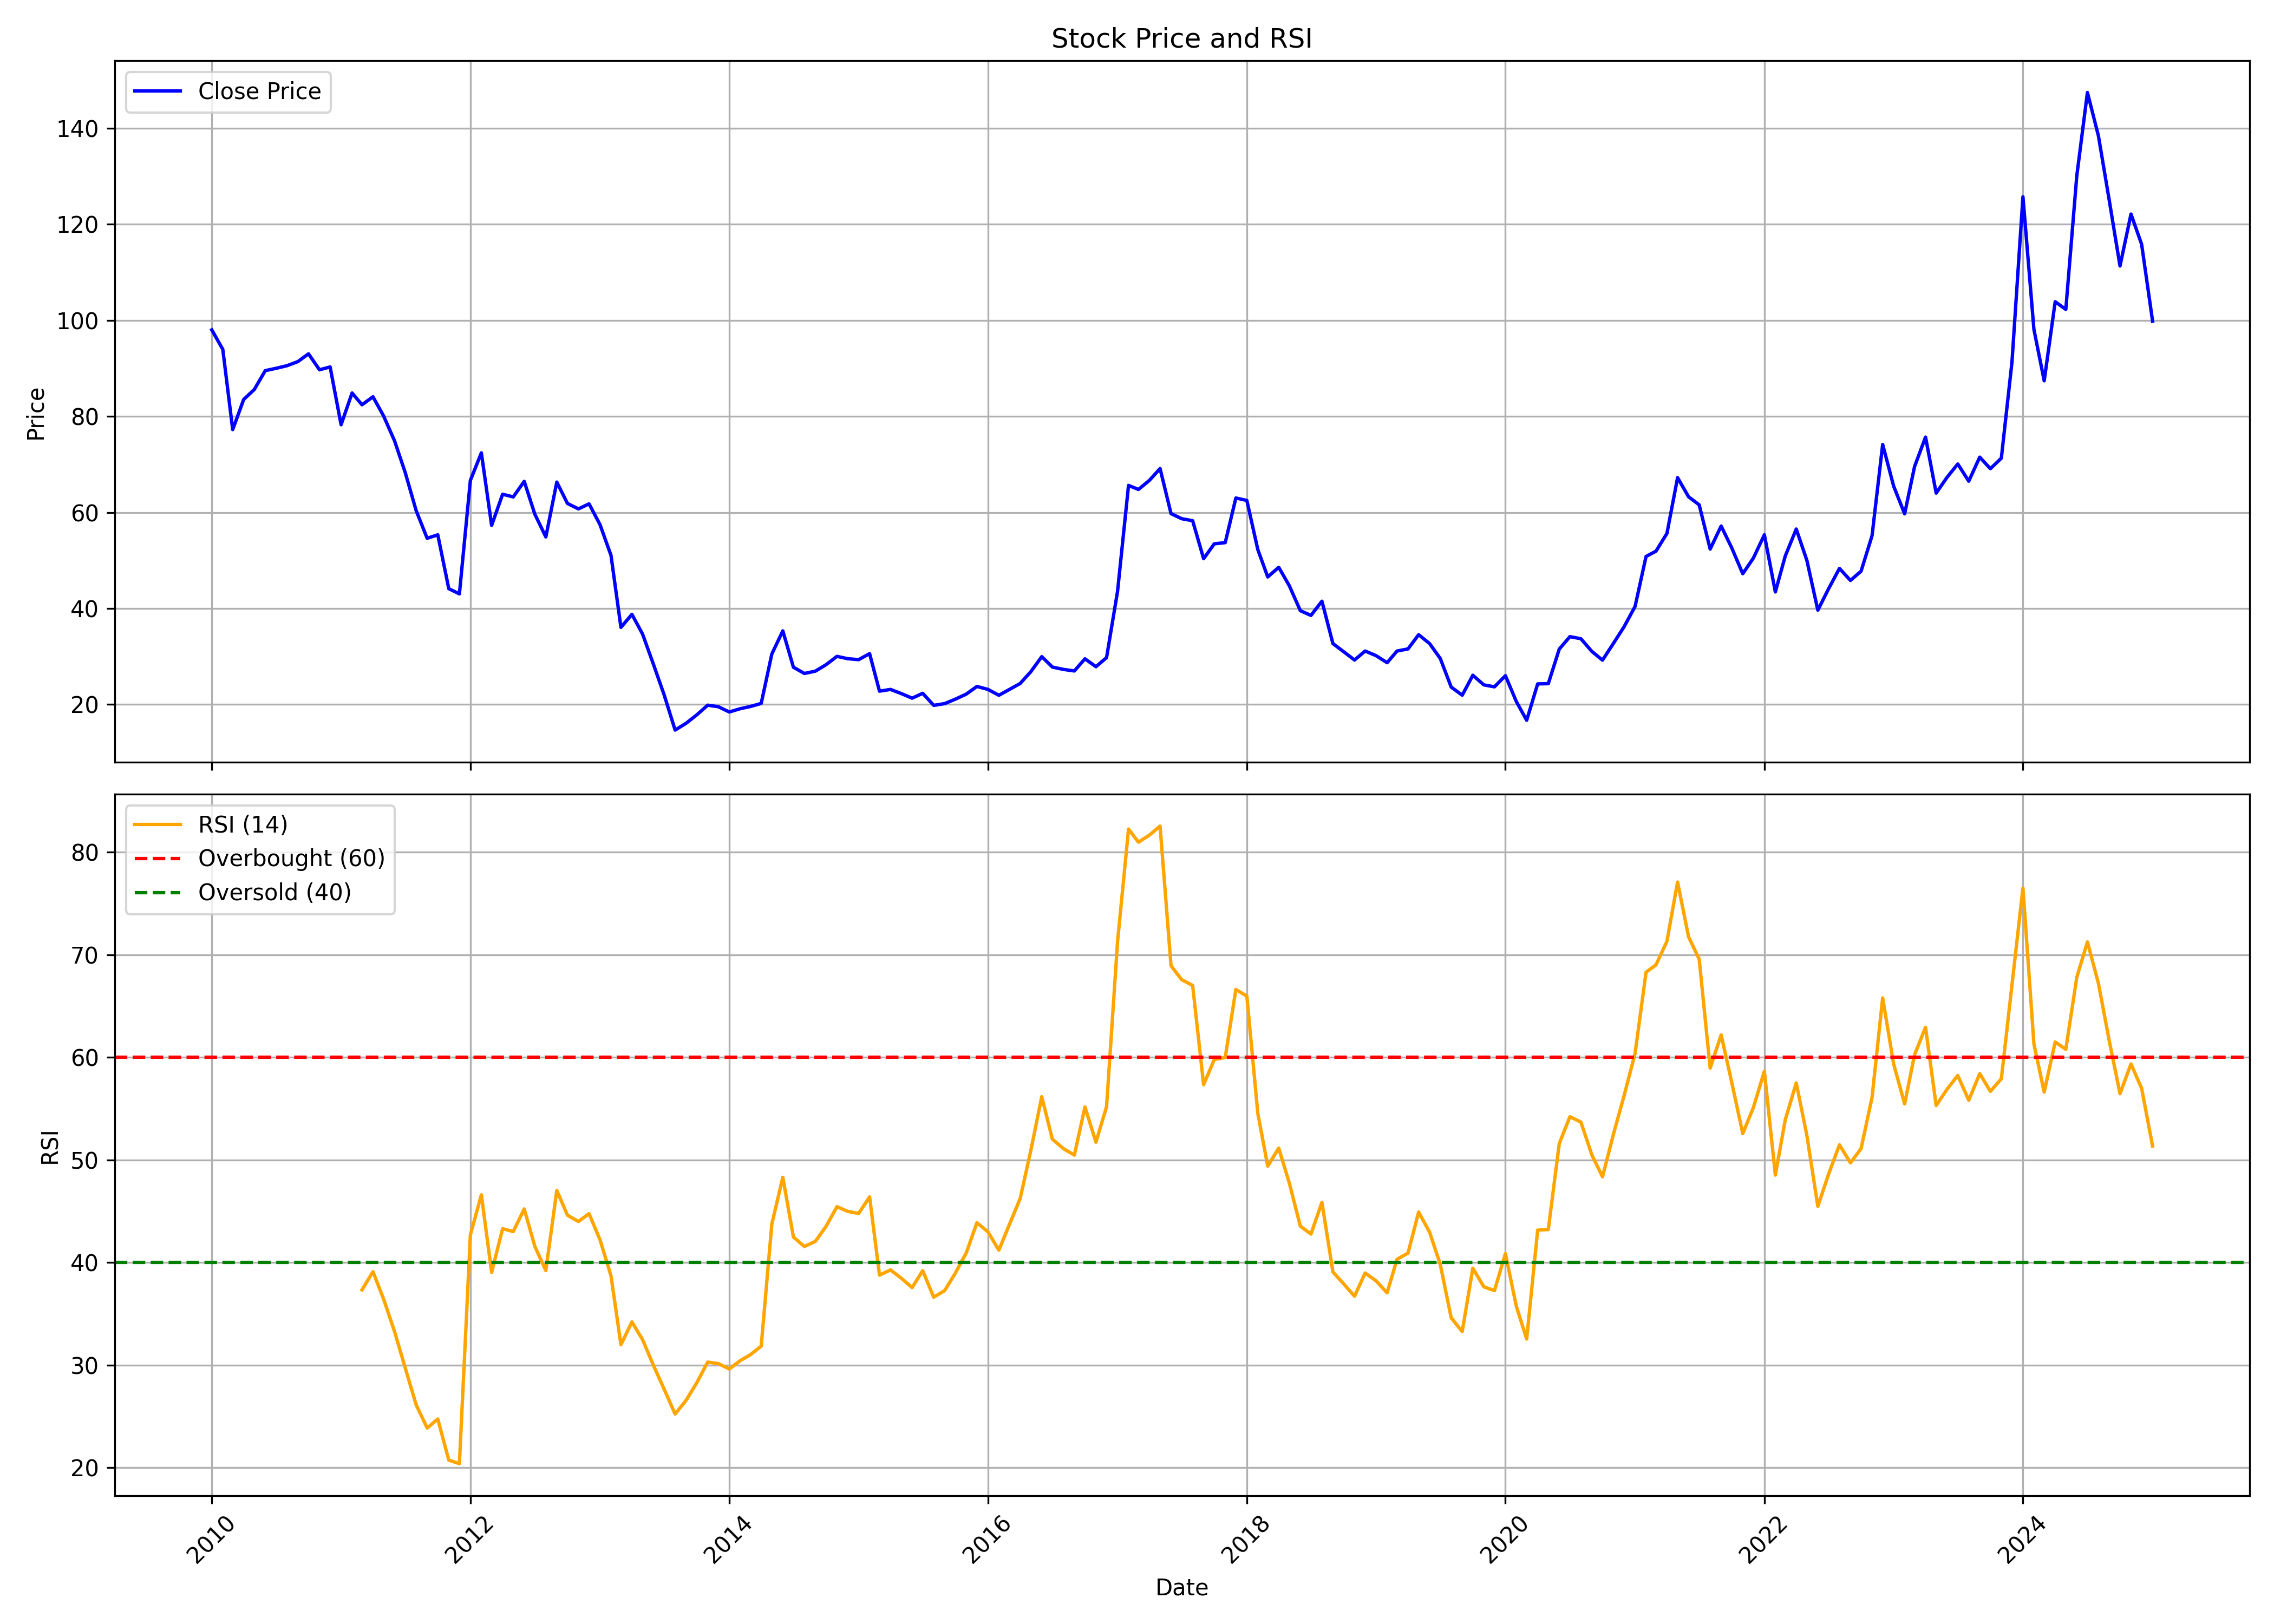 Stock Price and RSI
Close Price
140
120
100
80
60
40
20
Price
RSI (14)
Overbought (60)
Oversold (40)
80
70
60
50
40
30
20
RSI
2010
2012
2014
2016
2018
2020
2022
2024
Date